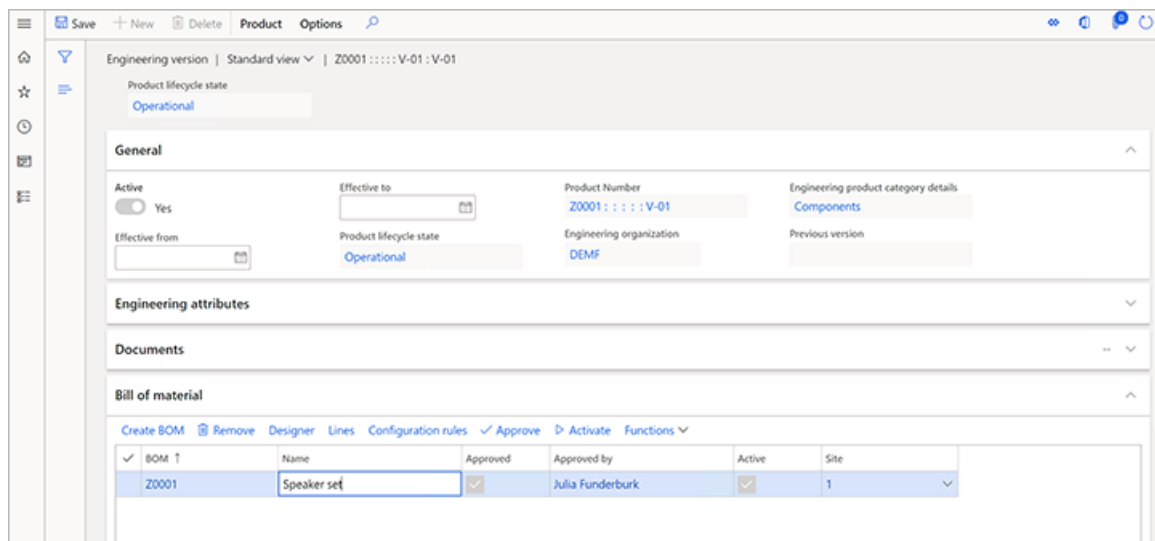 Save + New Delete Product Options 0
Engineering version | Standard view | Z0001 : : : : : V-01 : V-01
Product lifecycle state
Operational
General
Active Effective to Product Number Engineering product category details
Yes Z0001 : : : : : V-01 Components
Effective from Product lifecycle state Engineering organization Previous version
Operational DEMF
Engineering attributes
Documents --
Bill of material
Create BOM Remove Designer Lines Configuration rules Approve Activate Functions
BOM ↑ Name Approved Approved by Active Site
Z0001 Speaker set Julia Funderburk 1